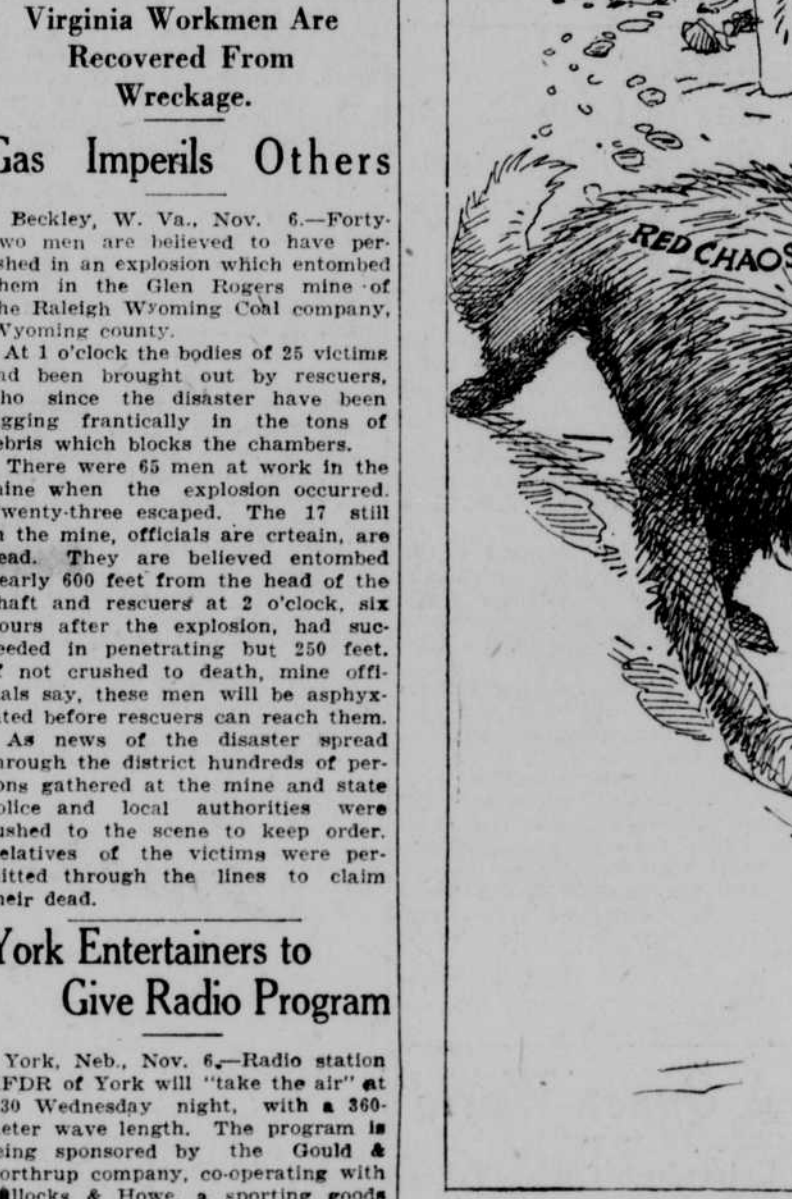 Virginia Workmen Are
Recovered From
Wreckage.
Gas Imperils Others
Beckley, W. Va., Nov. 6.—Forty-
wo men are believed to have per-
shed in an explosion which entombed
hem in the Glen Rogers mine of
he Raleigh Wyoming Coal company,
Wyoming county.
At 1 o'clock the bodies of 25 victims
ad been brought out by rescuers,
ho since the disaster have been
gging frantically in the tons of
ebris which blocks the chambers.
There were 65 men at work in the
ine when the explosion occurred.
wenty-three escaped. The 17 still
n the mine, officials are crteain, are
ead. They are believed entombed
early 600 feet from the head of the
haft and rescuers at 2 o'clock, six
ours after the explosion, had suc-
eeded in penetrating but 250 feet.
f not crushed to death, mine offi-
als say, these men will be asphyx-
ted before rescuers can reach them.
As news of the disaster spread
hrough the district hundreds of per-
ons gathered at the mine and state
olice and local authorities were
ushed to the scene to keep order.
elatives of the victims were per-
itted through the lines to claim
heir dead.
York Entertainers to
Give Radio Program
York, Neb., Nov. 6.—Radio station
FDR of York will "take the air" at
30 Wednesday night, with a 360-
eter wave length. The program is
eing sponsored by the Gould &
orthrup company, co-operating with
llocks & Howe, a sporting goods
RED CHAOS